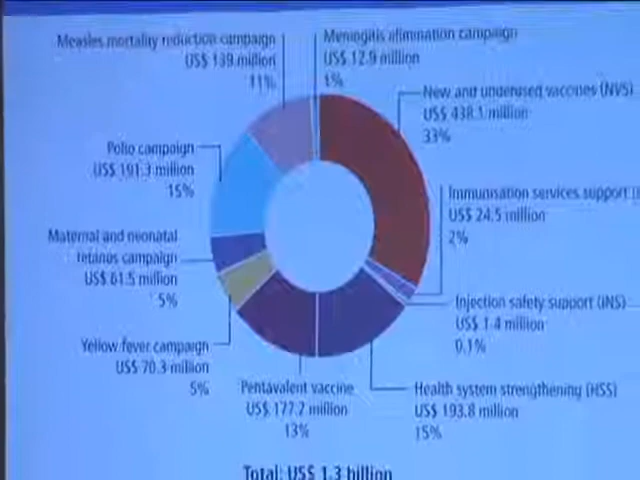 Measles mortality reduction campaign
US$ 139 million
11%
Meningitis elimination campaign
US$ 12.9 million
1%
New and underused vaccines (NVS)
US$ 438.1 million
33%
Polio campaign
US$ 191.3 million
15%
Immunisation services support
US$ 24.5 million
2%
Maternal and neonatal
tetanus campaign
US$ 61.5 million
5%
Injection safety support (INS)
US$ 1.4 million
0.1%
Yellow fever campaign
US$ 70.3 million
5%
Pentavalent vaccine
US$ 177.2 million
13%
Health system strengthening (HSS)
US$ 193.8 million
15%
Total: US$ 1.3 billion